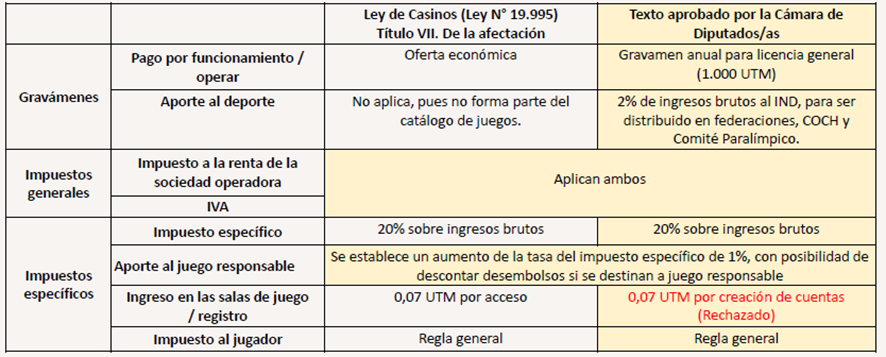 Ley de Casinos (Ley N° 19.995)
Título VII. De la afectación
Texto aprobado por la Cámara de
Diputados/as
Gravámenes
Pago por funcionamiento /
operar
Oferta económica
Gravamen anual para licencia general
(1.000 UTM)
Aporte al deporte
No aplica, pues no forma parte del
catálogo de juegos.
2% de ingresos brutos al IND, para ser
distribuido en federaciones, COCH y
Comité Paralímpico.
Impuestos
generales
Impuesto a la renta de la
sociedad operadora
IVA
Aplican ambos
Impuestos
específicos
Impuesto específico
20% sobre ingresos brutos
20% sobre ingresos brutos
Aporte al juego responsable
Se establece un aumento de la tasa del impuesto específico de 1%, con posibilidad de
descontar desembolsos si se destinan a juego responsable
Ingreso en las salas de juego
/ registro
0,07 UTM por acceso
0,07 UTM por creación de cuentas
(Rechazado)
Impuesto al jugador
Regla general
Regla general